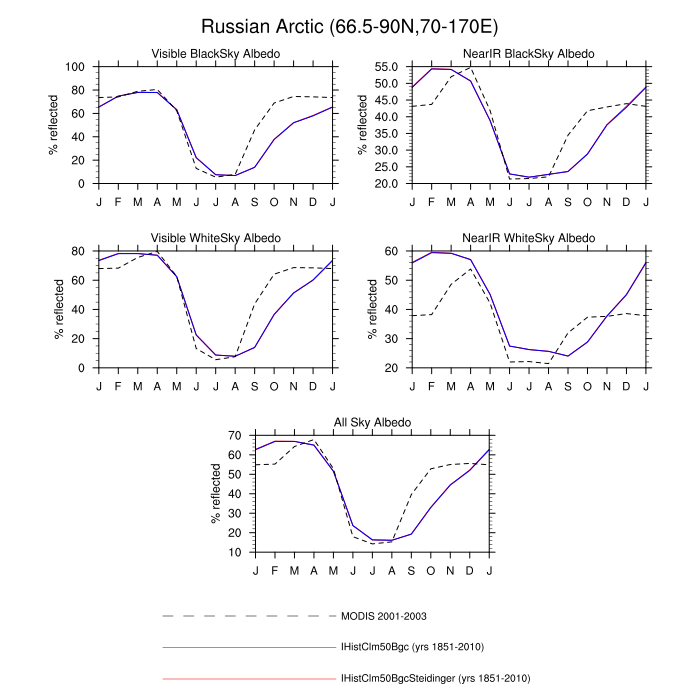 Russian Arctic (66.5-90N,70-170E)
Visible BlackSky Albedo
% reflected
100
80
60
40
20
0
J F M A M J J A S O N D J
NearIR BlackSky Albedo
% reflected
55.0
50.0
45.0
40.0
35.0
30.0
25.0
20.0
J F M A M J J A S O N D J
Visible WhiteSky Albedo
% reflected
80
60
40
20
0
J F M A M J J A S O N D J
NearIR WhiteSky Albedo
% reflected
60
50
40
30
20
J F M A M J J A S O N D J
All Sky Albedo
% reflected
70
60
50
40
30
20
10
J F M A M J J A S O N D J
MODIS 2001-2003
IHistClm50Bgc (yrs 1851-2010)
IHistClm50BgcSteidinger (yrs 1851-2010)